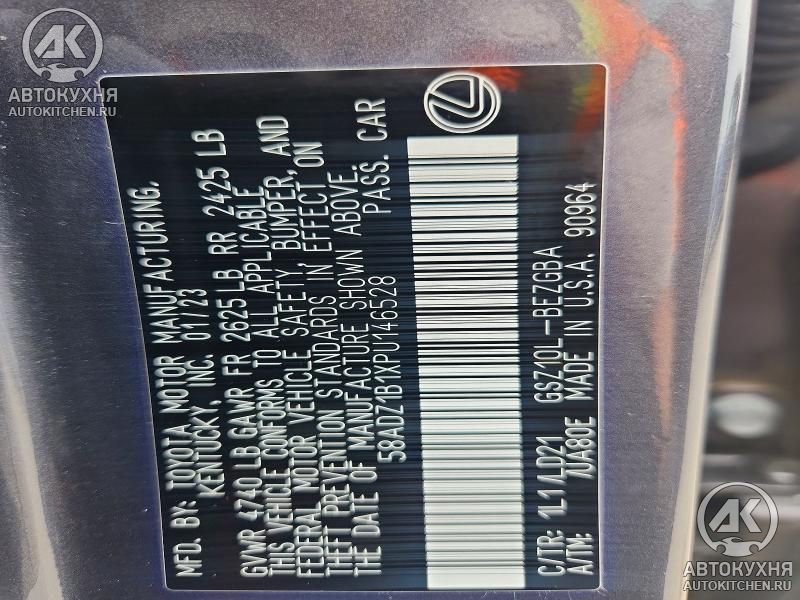 AK
АВТОКУХНЯ
AUTOKITCHEN.RU
MFD. BY: TOYOTA MOTOR MANUFACTURING,
KENTUCKY, INC. 01/23
GVWR 4740 LB GAWR FR 2625 LB RR 2425 LB
THIS VEHICLE CONFORMS TO ALL APPLICABLE
FEDERAL MOTOR VEHICLE SAFETY, BUMPER, AND
THEFT PREVENTION STANDARDS IN EFFECT ON
THE DATE OF MANUFACTURE SHOWN ABOVE.
58ADZ1B1XPU146528 PASS. CAR
C/TR: 1L1/LD21 GSZ10L-BEZGBA
A/TM: /UA80E MADE IN U.S.A. 9D964
AK
АВТОКУХНЯ
AUTOKITCHEN.RU